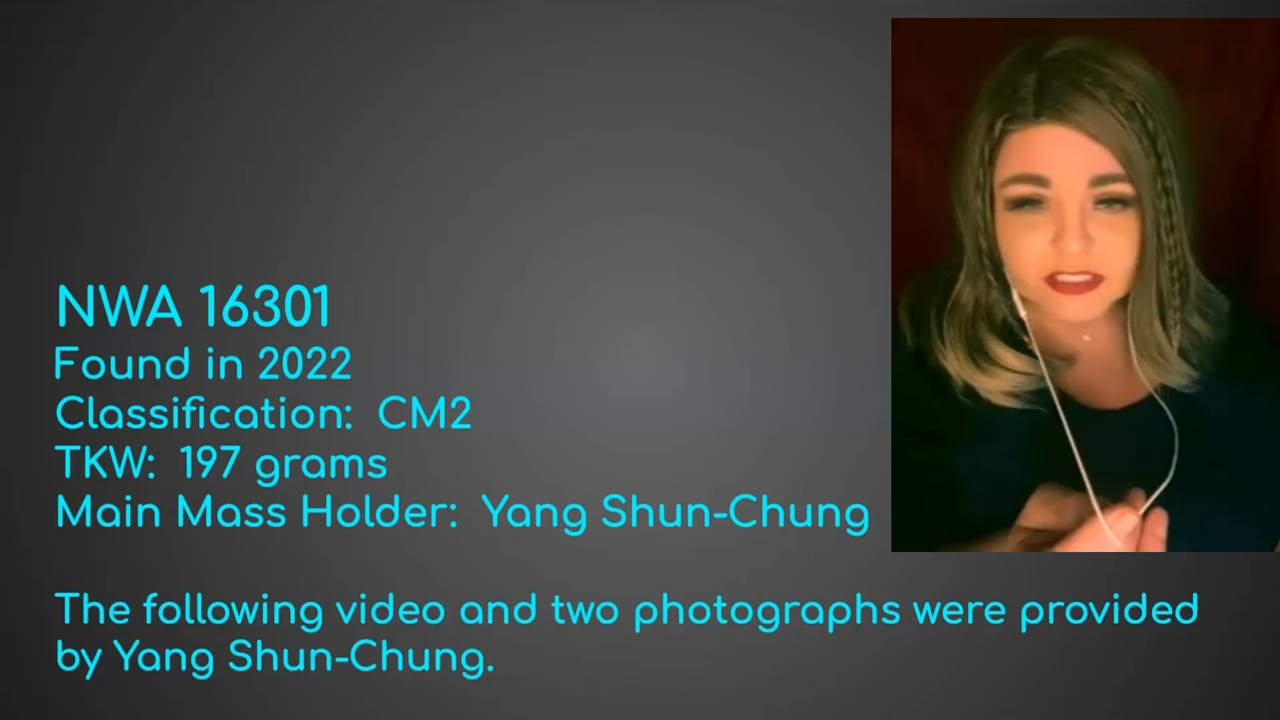 NWA 16301
Found in 2022
Classification: CM2
TKW: 197 grams
Main Mass Holder: Yang Shun-Chung
The following video and two photographs were provided
by Yang Shun-Chung.